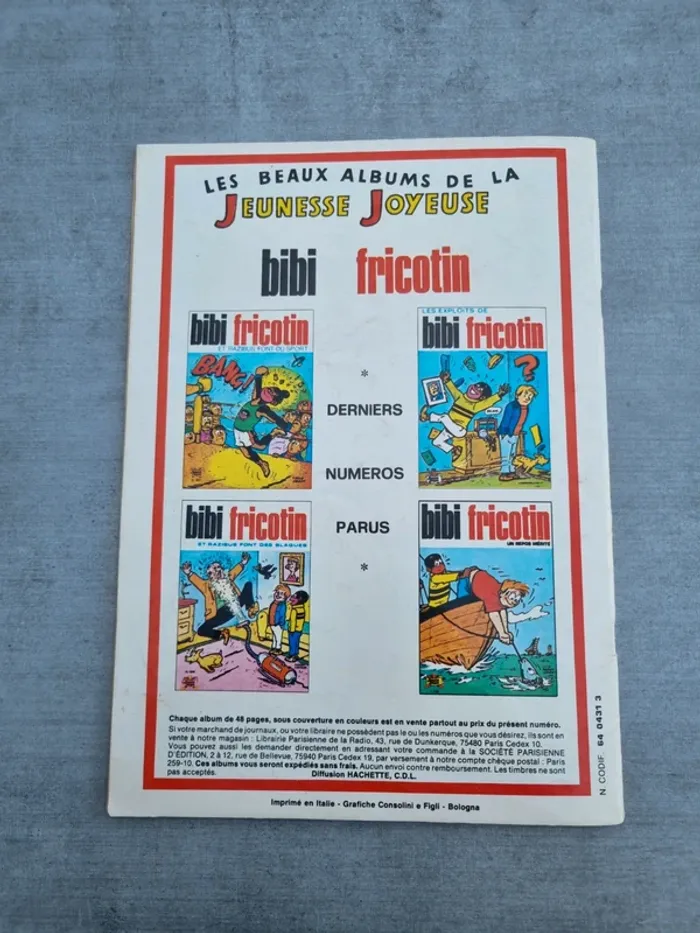 LES BEAUX ALBUMS DE LA
JEUNESSE JOYEUSE
bibi fricotin
bibi fricotin
ET RAZIBUS FONT DU SPORT
BANG!
LES EXPLOITS DE
bibi fricotin
?
*
DERNIERS
NUMEROS
PARUS
*
bibi fricotin
ET RAZIBUS FONT DES BLAGUES
bibi fricotin
UN REPOS MÉRITÉ
Chaque album de 48 pages, sous couverture en couleurs est en vente partout au prix du présent numéro.
Si votre marchand de journaux, ou votre libraire ne possèdent pas le ou les numéros que vous désirez, ils sont en
vente à notre magasin : Librairie Parisienne de la Radio, 43, rue de Dunkerque, 75480 Paris Cedex 10.
Vous pouvez aussi les demander directement en adressant votre commande à la SOCIÉTÉ PARISIENNE
D'ÉDITION, 2 à 12, rue de Bellevue, 75940 Paris Cedex 19, par versement à notre compte chèque postal : Paris
259-10. Ces albums vous seront expédiés sans frais. Aucun envoi contre remboursement. Les timbres ne sont
pas acceptés. Diffusion HACHETTE, C.D.L.
Imprimé en Italie - Grafiche Consolini e Figli - Bologna
N. CODIF. 64 0431 3